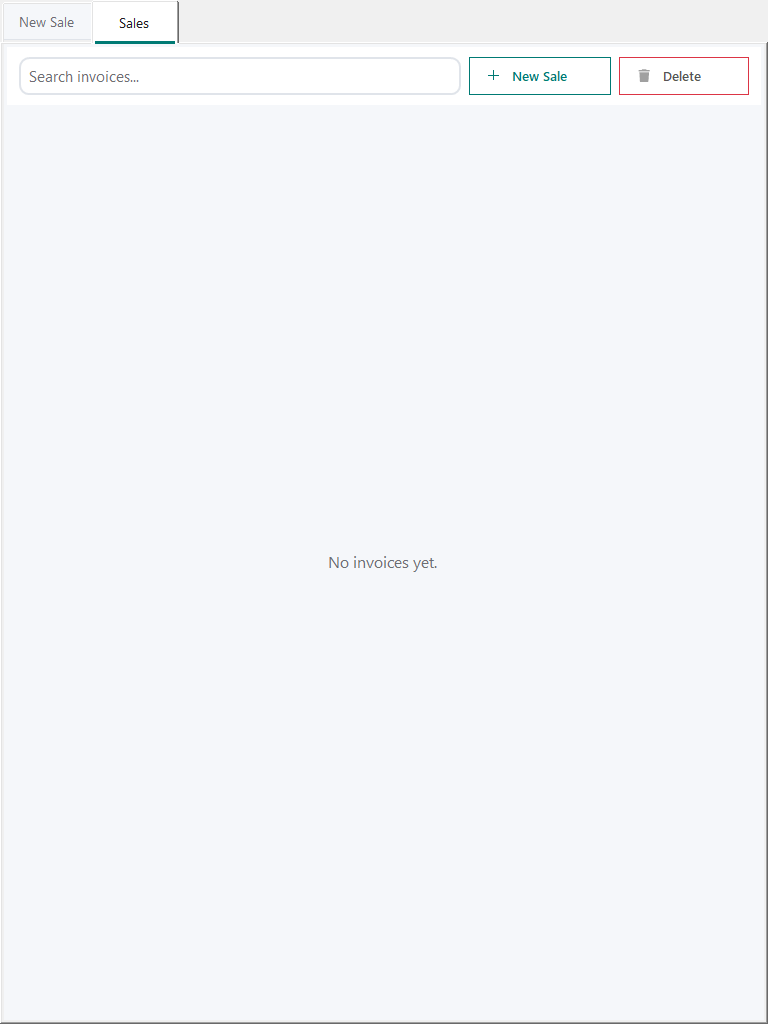 New Sale
Sales
Search invoices...
New Sale
Delete
No invoices yet.